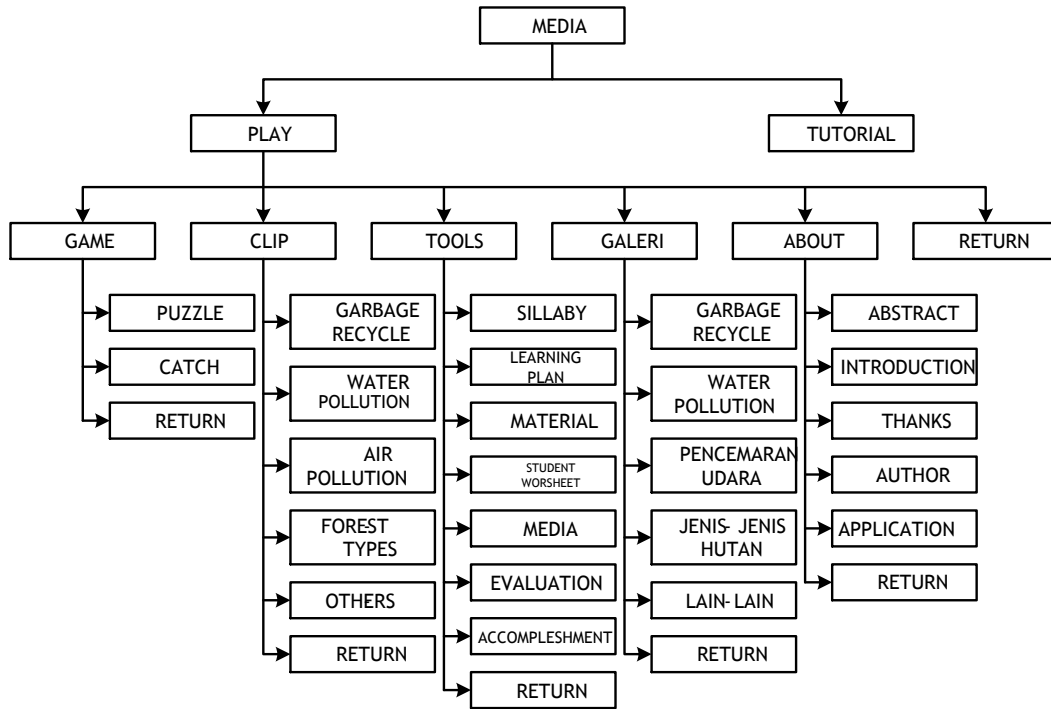 MEDIA
PLAY
TUTORIAL
GAME
CLIP
TOOLS
GALERI
ABOUT
RETURN
PUZZLE
CATCH
RETURN
GARBAGE
RECYCLE
WATER
POLLUTION
AIR
POLLUTION
FOREST
TYPES
OTHERS
RETURN
SILLABY
LEARNING
PLAN
MATERIAL
STUDENT
WORSHEET
MEDIA
EVALUATION
ACCOMPLESHMENT
RETURN
GARBAGE
RECYCLE
WATER
POLLUTION
PENCEMARAN
UDARA
JENIS- JENIS
HUTAN
LAIN- LAIN
RETURN
ABSTRACT
INTRODUCTION
THANKS
AUTHOR
APPLICATION
RETURN